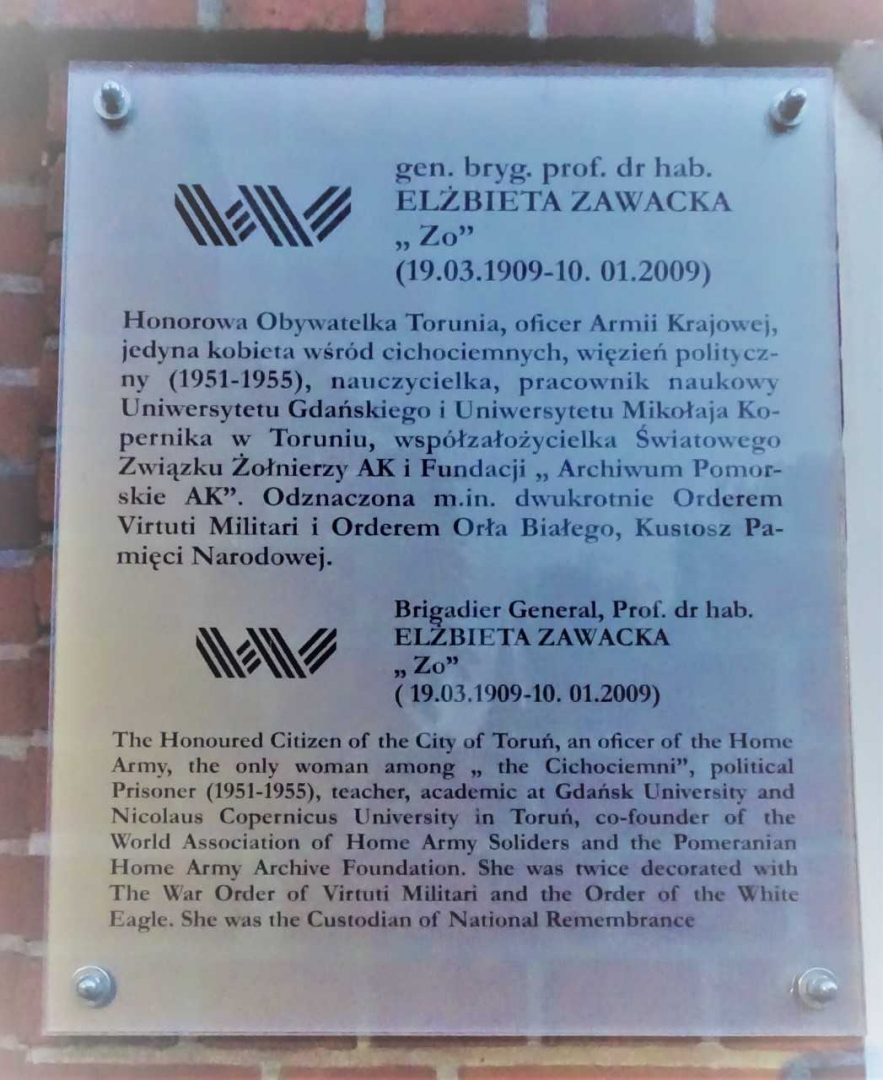 gen. bryg. prof. dr hab.
ELŻBIETA ZAWACKA
„ Zo”
(19.03.1909-10. 01.2009)
Honorowa Obywatelka Torunia, oficer Armii Krajowej,
jedyna kobieta wśród cichociemnych, więzień politycz-
ny (1951-1955), nauczycielka, pracownik naukowy
Uniwersytetu Gdańskiego i Uniwersytetu Mikołaja Ko-
pernika w Toruniu, współzałożycielka Światowego
Związku Żołnierzy AK i Fundacji „ Archiwum Pomor-
skie AK”. Odznaczona m.in. dwukrotnie Orderem
Virtuti Militari i Orderem Orła Białego, Kustosz Pa-
mięci Narodowej.
Brigadier General, Prof. dr hab.
ELŻBIETA ZAWACKA
„ Zo”
( 19.03.1909-10. 01.2009)
The Honoured Citizen of the City of Toruń, an oficer of the Home
Army, the only woman among „ the Cichociemni”, political
Prisoner (1951-1955), teacher, academic at Gdańsk University and
Nicolaus Copernicus University in Toruń, co-founder of the
World Association of Home Army Soliders and the Pomeranian
Home Army Archive Foundation. She was twice decorated with
The War Order of Virtuti Militari and the Order of the White
Eagle. She was the Custodian of National Remembrance